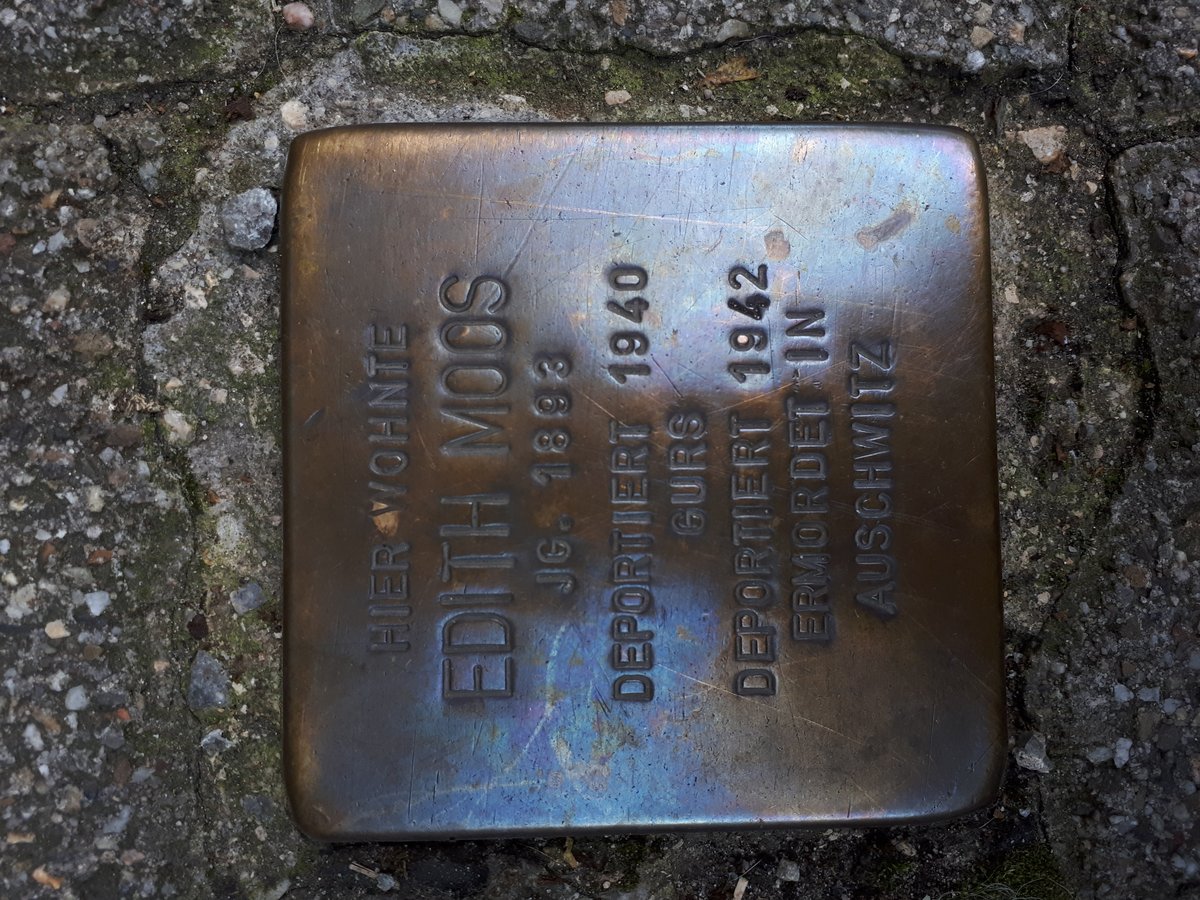 HIER WOHNTE
EDITH MOOS
JG. 1893
DEPORTIERT 1940
GURS
DEPORTIERT 1942
ERMORDET IN
AUSCHWITZ